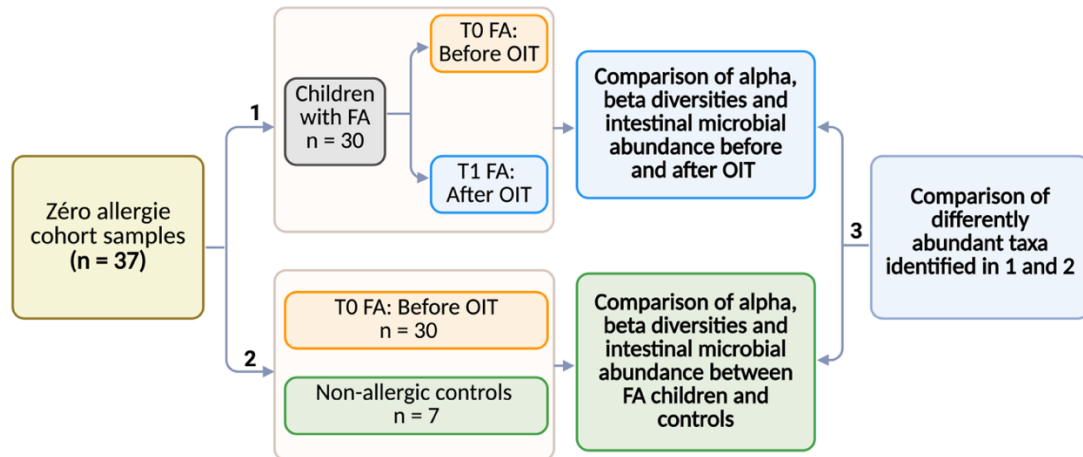 Zéro allergie
cohort samples
(n = 37)
1
Children
with FA
n = 30
T0 FA:
Before OIT
T1 FA:
After OIT
Comparison of alpha,
beta diversities and
intestinal microbial
abundance before
and after OIT
2
T0 FA: Before OIT
n = 30
Non-allergic controls
n = 7
Comparison of alpha,
beta diversities and
intestinal microbial
abundance between
FA children and
controls
3
Comparison of
differently
abundant taxa
identified in 1 and 2